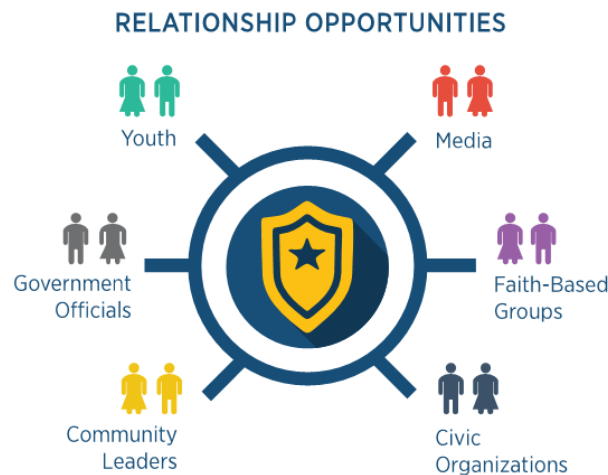 RELATIONSHIP OPPORTUNITIES
Youth
Media
Government
Officials
Faith-Based
Groups
Community
Leaders
Civic
Organizations